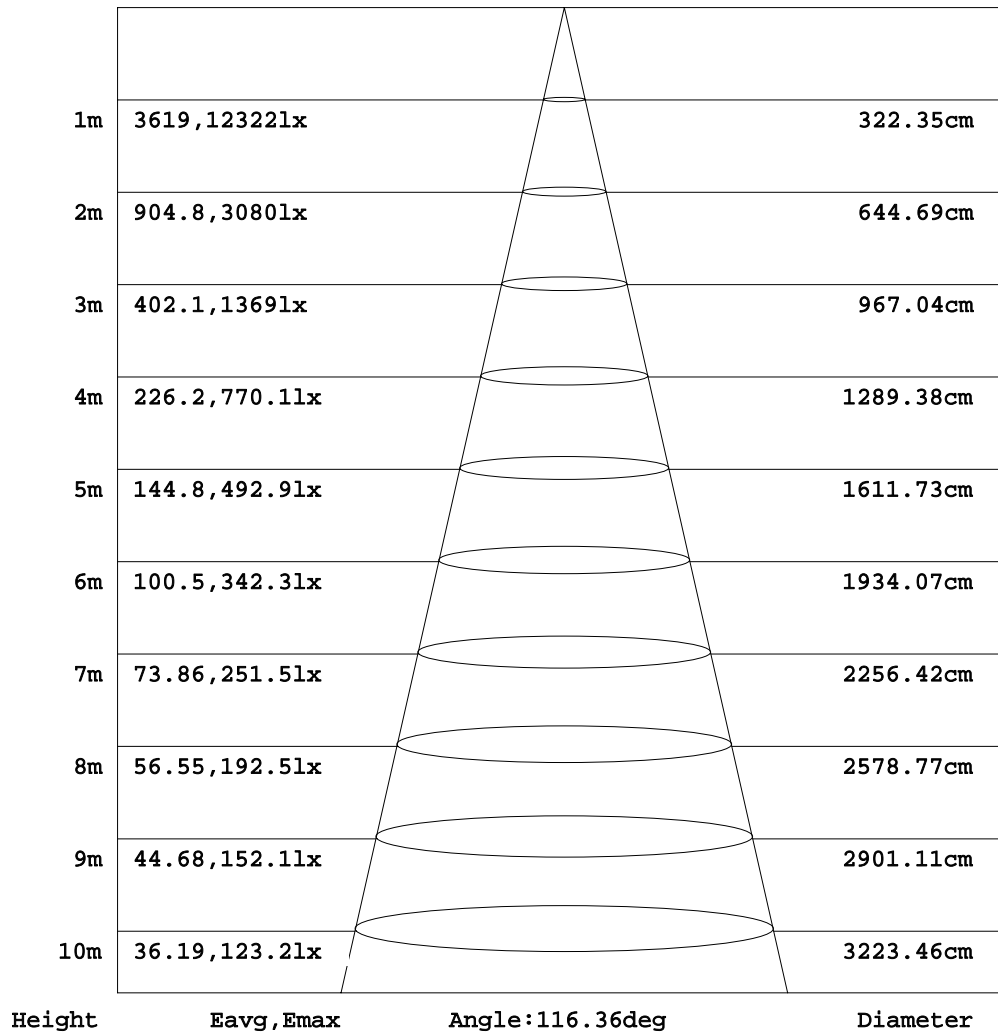 1m 3619,12322lx 322.35cm
2m 904.8,3080lx 644.69cm
3m 402.1,1369lx 967.04cm
4m 226.2,770.1lx 1289.38cm
5m 144.8,492.9lx 1611.73cm
6m 100.5,342.3lx 1934.07cm
7m 73.86,251.5lx 2256.42cm
8m 56.55,192.5lx 2578.77cm
9m 44.68,152.1lx 2901.11cm
10m 36.19,123.2lx 3223.46cm
Height Eavg,Emax Angle:116.36deg Diameter